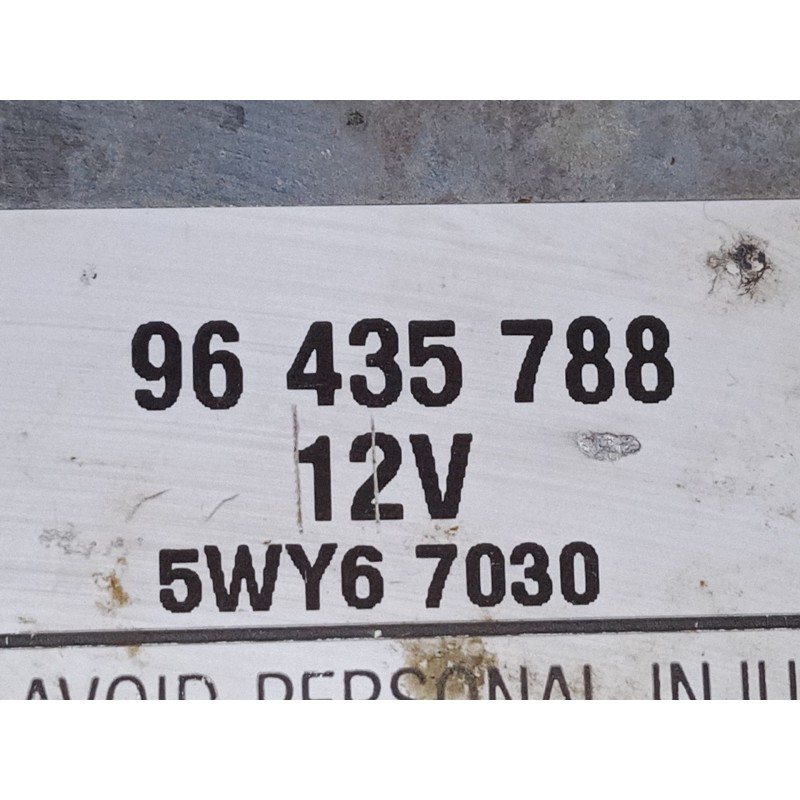 96 435 788
12V
5WY6 7030
AVOID PERSONAL